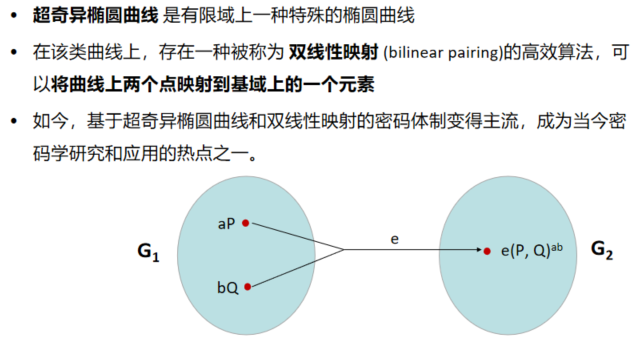 • 超奇异椭圆曲线 是有限域上一种特殊的椭圆曲线
• 在该类曲线上，存在一种被称为 双线性映射 (bilinear pairing)的高效算法，可
以将曲线上两个点映射到基域上的一个元素
• 如今，基于超奇异椭圆曲线和双线性映射的密码体制变得主流，成为当今密
码学研究和应用的热点之一。
aP
e
G₁
e(P, Q)ᵃᵇ
G₂
bQ